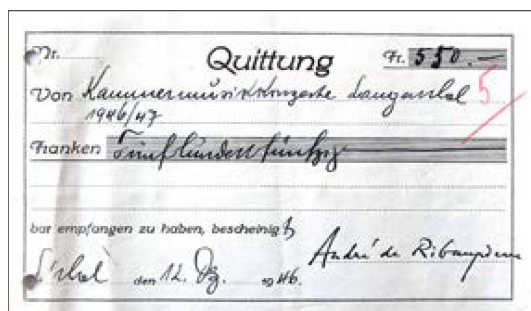 Nr. Quittung Fr. 550.—
Von Kammermusikkonzerte Langenthal 5
1946/47
Franken Fünfhundertfünfzig
bar empfangen zu haben, bescheinigt
den 12. Dz. 1946.
André de Ribaupierre